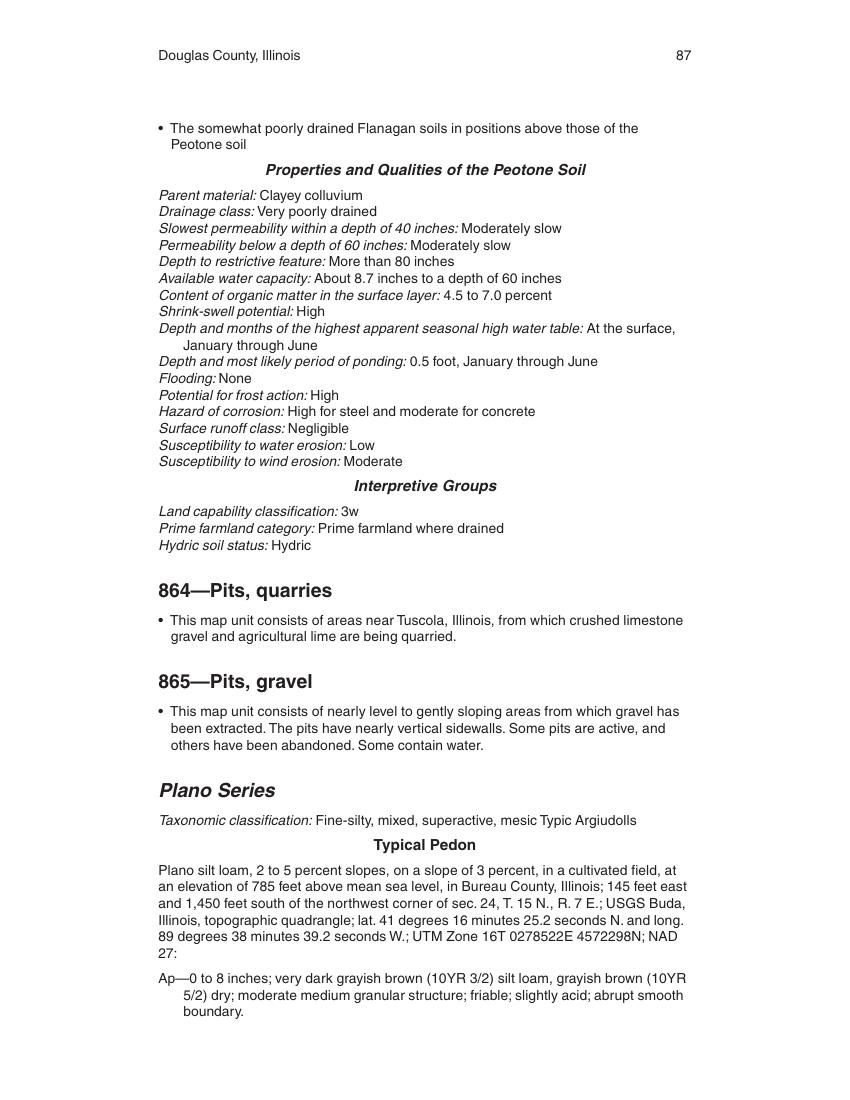 Douglas County, Illinois 87
• The somewhat poorly drained Flanagan soils in positions above those of the
Peotone soil
Properties and Qualities of the Peotone Soil
Parent material: Clayey colluvium
Drainage class: Very poorly drained
Slowest permeability within a depth of 40 inches: Moderately slow
Permeability below a depth of 60 inches: Moderately slow
Depth to restrictive feature: More than 80 inches
Available water capacity: About 8.7 inches to a depth of 60 inches
Content of organic matter in the surface layer: 4.5 to 7.0 percent
Shrink-swell potential: High
Depth and months of the highest apparent seasonal high water table: At the surface,
January through June
Depth and most likely period of ponding: 0.5 foot, January through June
Flooding: None
Potential for frost action: High
Hazard of corrosion: High for steel and moderate for concrete
Surface runoff class: Negligible
Susceptibility to water erosion: Low
Susceptibility to wind erosion: Moderate
Interpretive Groups
Land capability classification: 3w
Prime farmland category: Prime farmland where drained
Hydric soil status: Hydric
864—Pits, quarries
• This map unit consists of areas near Tuscola, Illinois, from which crushed limestone
gravel and agricultural lime are being quarried.
865—Pits, gravel
• This map unit consists of nearly level to gently sloping areas from which gravel has
been extracted. The pits have nearly vertical sidewalls. Some pits are active, and
others have been abandoned. Some contain water.
Plano Series
Taxonomic classification: Fine-silty, mixed, superactive, mesic Typic Argiudolls
Typical Pedon
Plano silt loam, 2 to 5 percent slopes, on a slope of 3 percent, in a cultivated field, at
an elevation of 785 feet above mean sea level, in Bureau County, Illinois; 145 feet east
and 1,450 feet south of the northwest corner of sec. 24, T. 15 N., R. 7 E.; USGS Buda,
Illinois, topographic quadrangle; lat. 41 degrees 16 minutes 25.2 seconds N. and long.
89 degrees 38 minutes 39.2 seconds W.; UTM Zone 16T 0278522E 4572298N; NAD
27:
Ap—0 to 8 inches; very dark grayish brown (10YR 3/2) silt loam, grayish brown (10YR
5/2) dry; moderate medium granular structure; friable; slightly acid; abrupt smooth
boundary.